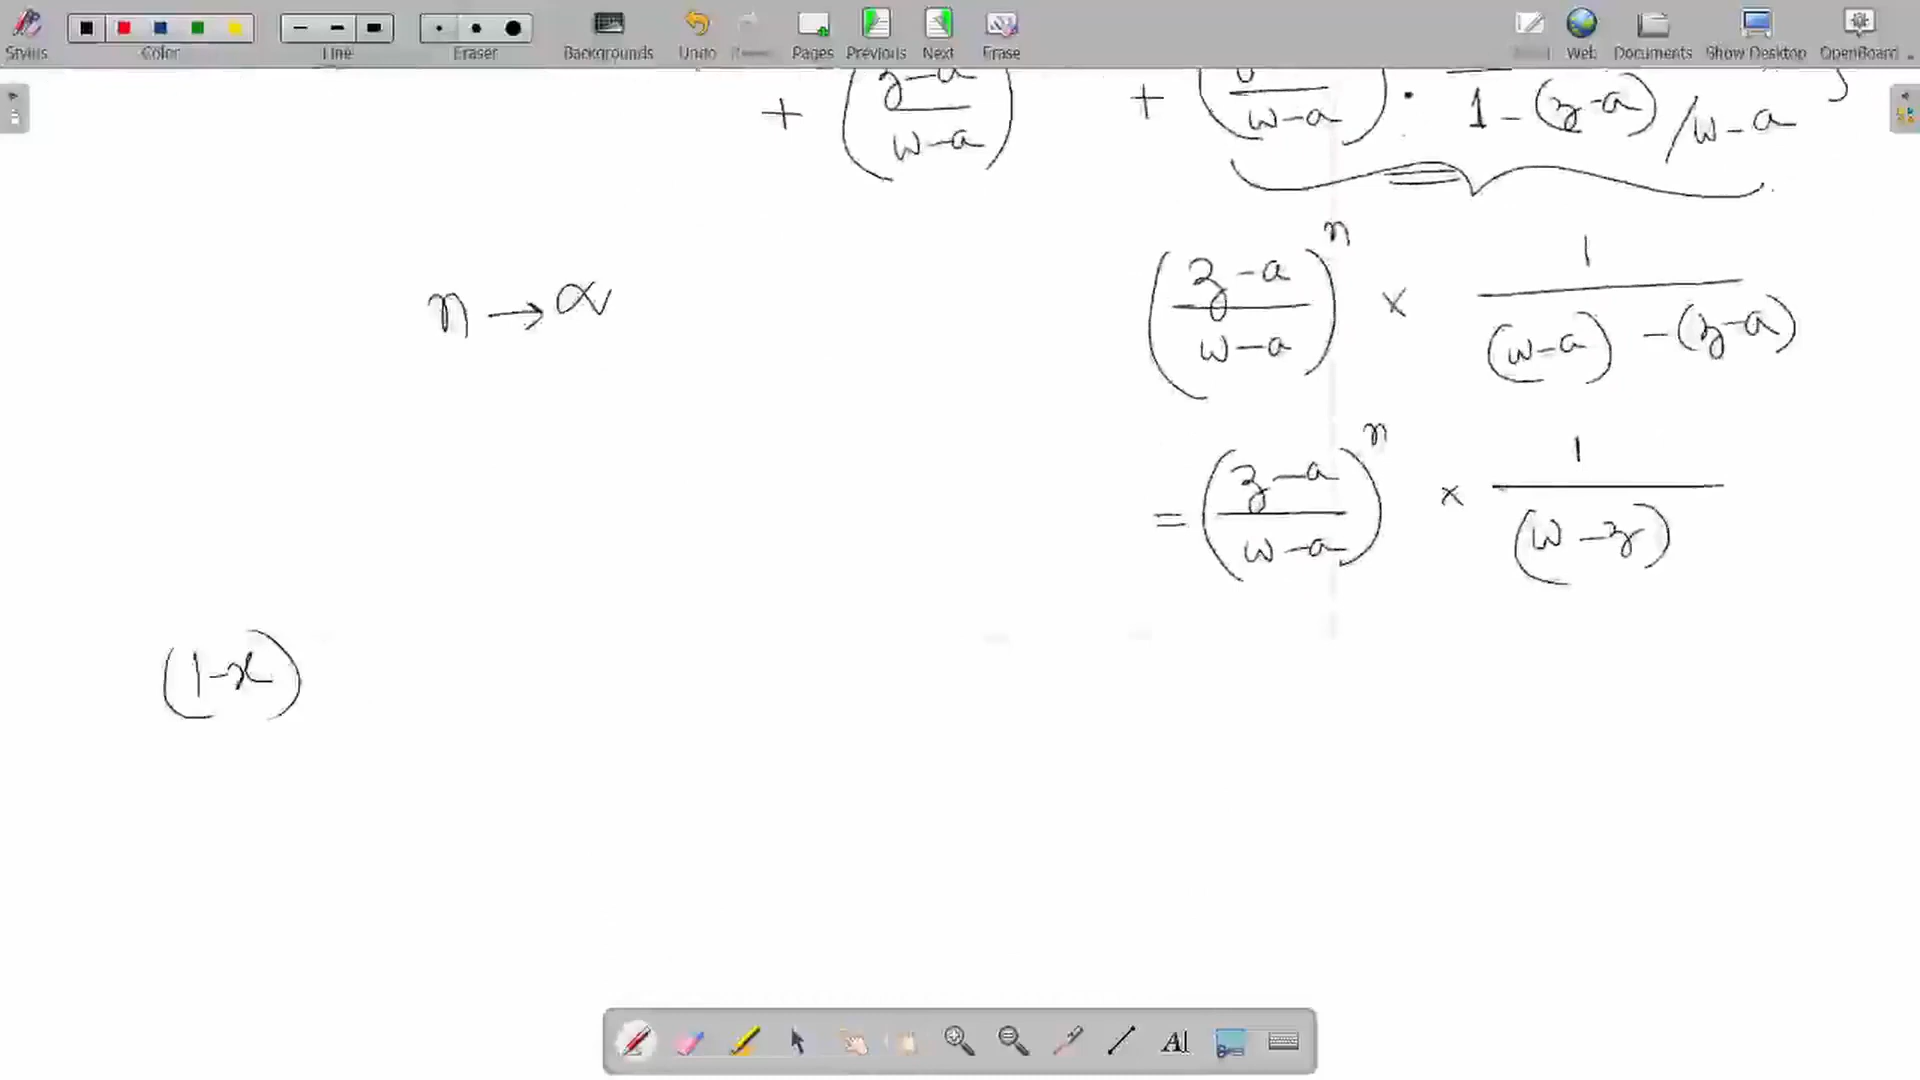 Stylus Color Line Eraser Backgrounds Undo Pages Previous Next Erase Web Documents Show Desktop OpenBoard
+ (z-a / w-a) + ( / w-a) · 1-(z-a)/w-a }
((z-a)/(w-a))^n × 1/((w-a)-(z-a))
n → ∝
= ((z-a)/(w-a))^n × 1/(w-z)
(1-x)
AI